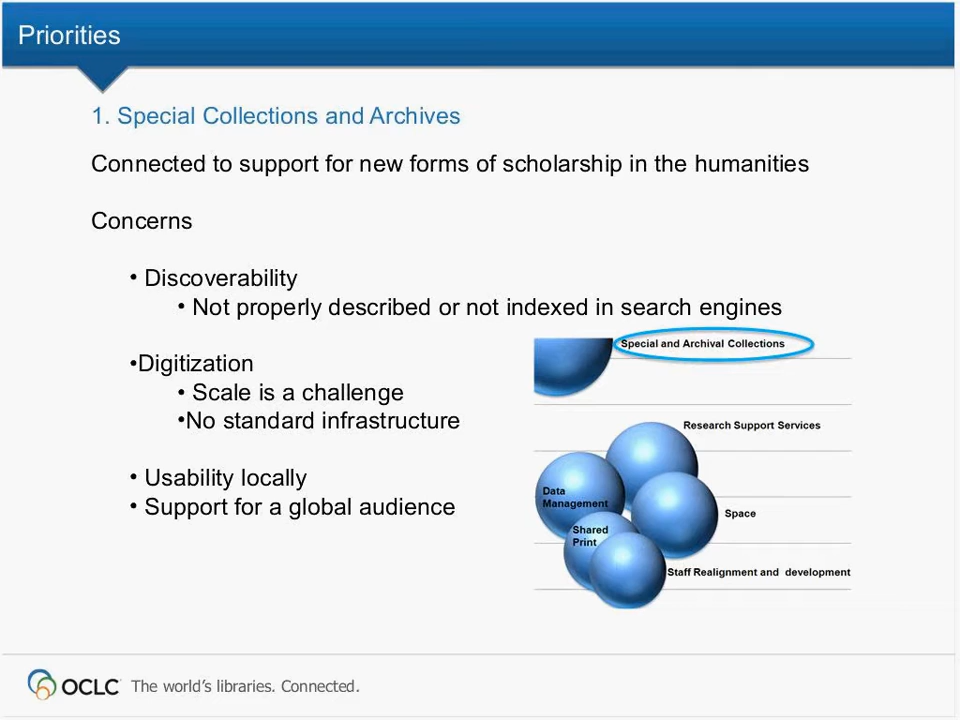 Priorities
1. Special Collections and Archives
Connected to support for new forms of scholarship in the humanities
Concerns
• Discoverability
• Not properly described or not indexed in search engines
•Digitization
• Scale is a challenge
•No standard infrastructure
• Usability locally
• Support for a global audience
Special and Archival Collections
Research Support Services
Data
Management
Space
Shared
Print
Staff Realignment and development
OCLC The world's libraries. Connected.